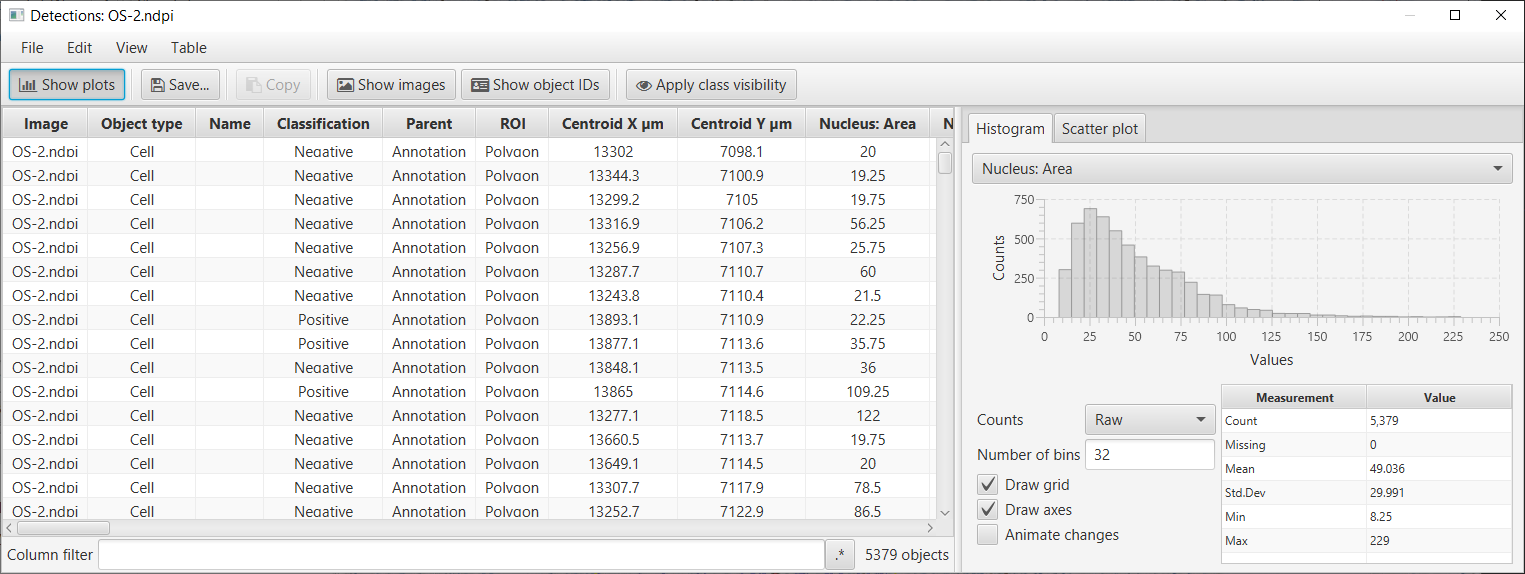 Detections: OS-2.ndpi
File Edit View Table
Show plots Save... Copy Show images Show object IDs Apply class visibility
Image Object type Name Classification Parent ROI Centroid X µm Centroid Y µm Nucleus: Area N
OS-2.ndpi Cell Negative Annotation Polygon 13302 7098.1 20
OS-2.ndpi Cell Negative Annotation Polygon 13344.3 7100.9 19.25
OS-2.ndpi Cell Negative Annotation Polygon 13299.2 7105 19.75
OS-2.ndpi Cell Negative Annotation Polygon 13316.9 7106.2 56.25
OS-2.ndpi Cell Negative Annotation Polygon 13256.9 7107.3 25.75
OS-2.ndpi Cell Negative Annotation Polygon 13287.7 7110.7 60
OS-2.ndpi Cell Negative Annotation Polygon 13243.8 7110.4 21.5
OS-2.ndpi Cell Positive Annotation Polygon 13893.1 7110.9 22.25
OS-2.ndpi Cell Positive Annotation Polygon 13877.1 7113.6 35.75
OS-2.ndpi Cell Negative Annotation Polygon 13848.1 7113.5 36
OS-2.ndpi Cell Positive Annotation Polygon 13865 7114.6 109.25
OS-2.ndpi Cell Negative Annotation Polygon 13277.1 7118.5 122
OS-2.ndpi Cell Negative Annotation Polygon 13660.5 7113.7 19.75
OS-2.ndpi Cell Negative Annotation Polygon 13649.1 7114.5 20
OS-2.ndpi Cell Negative Annotation Polygon 13307.7 7117.9 78.5
OS-2.ndpi Cell Negative Annotation Polygon 13252.7 7122.9 86.5
Column filter .* 5379 objects
Histogram Scatter plot
Nucleus: Area
750
500
250
0
Counts
0 25 50 75 100 125 150 175 200 225 250
Values
Counts Raw
Number of bins 32
Draw grid
Draw axes
Animate changes
Measurement Value
Count 5,379
Missing 0
Mean 49.036
Std.Dev 29.991
Min 8.25
Max 229